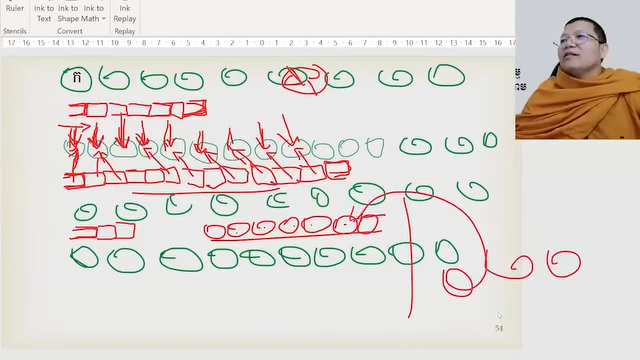 Ruler
Ink to Text
Ink to Shape
Ink to Math
Ink Replay
Stencils
Convert
Replay
17 16 15 14 13 12 11 10 9 8 7 6 5 4 3 2 1 0 1 2 3 4 5 6 7 8 9 10 11 12 13 14 15 16 17
ក
54